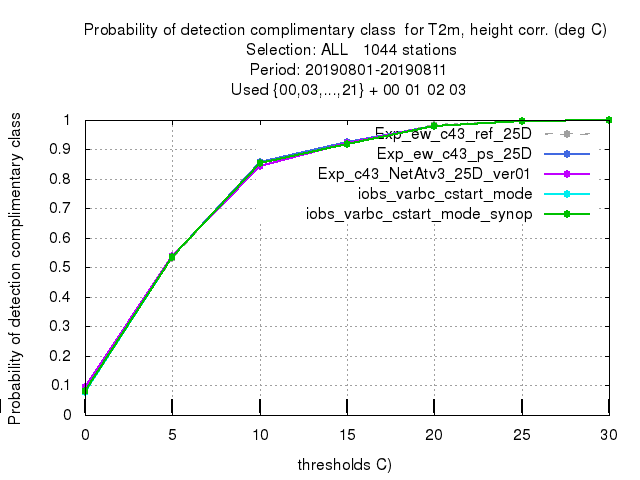 Probability of detection complimentary class  for T2m, height corr. (deg C)
Selection: ALL   1044 stations
Period: 20190801-20190811
Used {00,03,...,21} + 00 01 02 03
Probability of detection complimentary class
1
0.9
0.8
0.7
0.6
0.5
0.4
0.3
0.2
0.1
0
Exp_ew_c43_ref_25D
Exp_ew_c43_ps_25D
Exp_c43_NetAtv3_25D_ver01
iobs_varbc_cstart_mode
iobs_varbc_cstart_mode_synop
0 5 10 15 20 25 30
thresholds C)